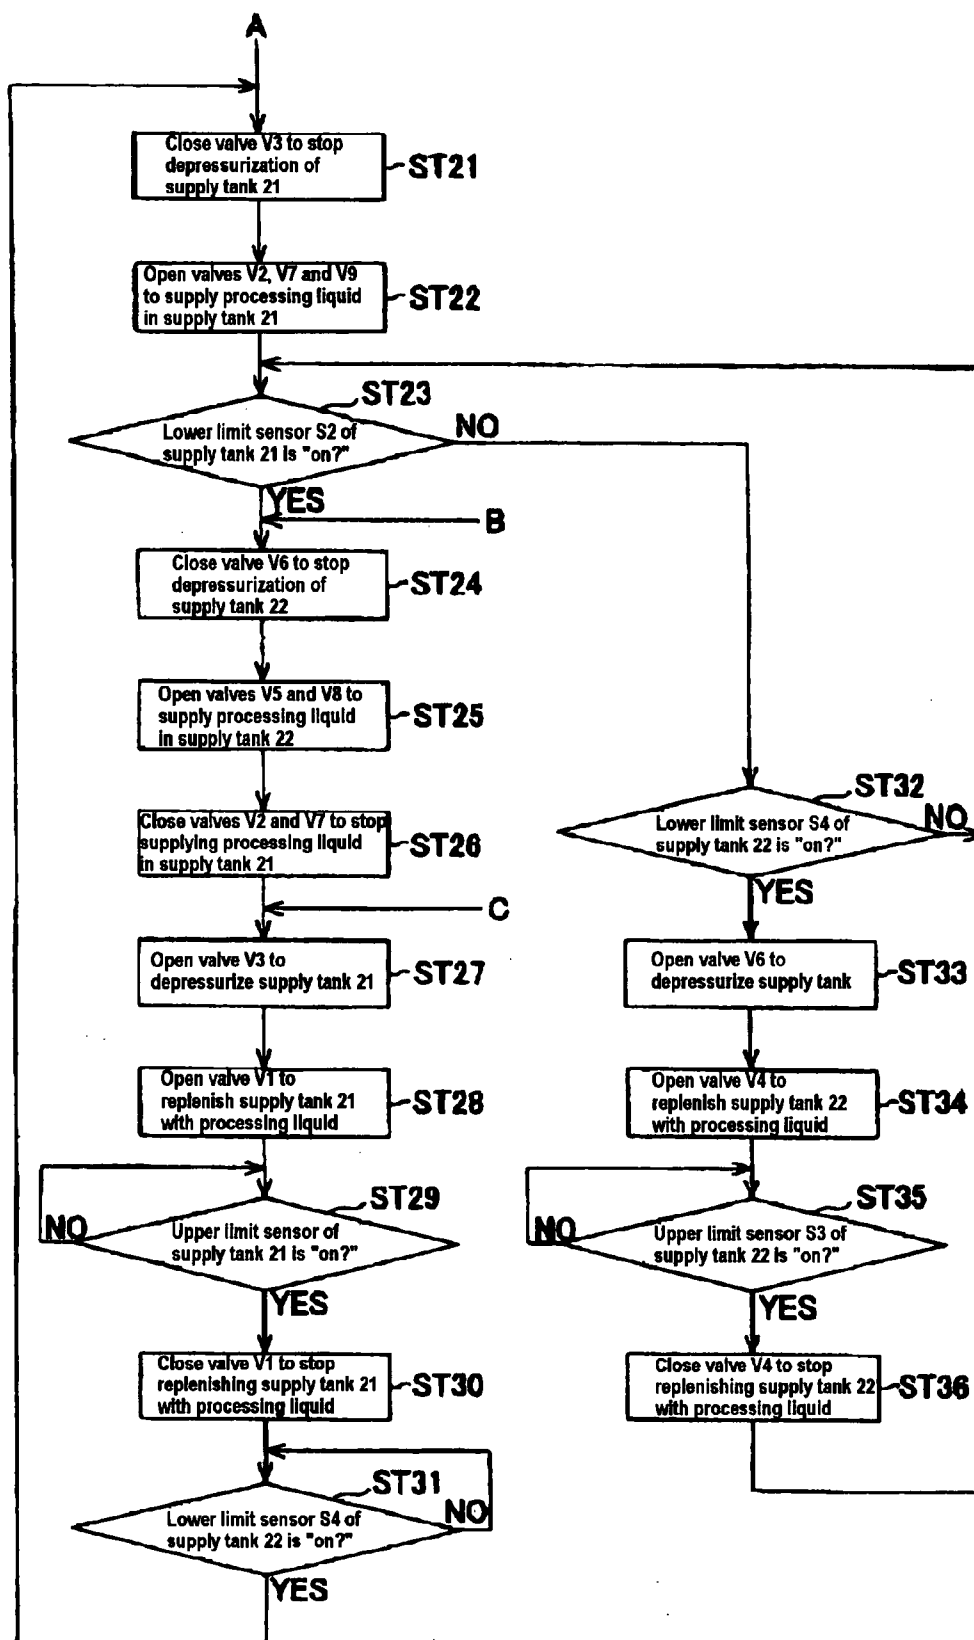 A
Close valve V3 to stop
depressurization of
supply tank 21
ST21
Open valves V2, V7 and V9
to supply processing liquid
in supply tank 21
ST22
ST23
Lower limit sensor S2 of
supply tank 21 is "on?"
NO
YES
B
Close valve V6 to stop
depressurization of
supply tank 22
ST24
Open valves V5 and V8 to
supply processing liquid
in supply tank 22
ST25
Close valves V2 and V7 to stop
supplying processing liquid
in supply tank 21
ST26
C
Open valve V3 to
depressurize supply tank 21
ST27
Open valve V1 to
replenish supply tank 21
with processing liquid
ST28
ST29
Upper limit sensor of
supply tank 21 is "on?"
NO
YES
Close valve V1 to stop
replenishing supply tank 21
with processing liquid
ST30
ST31
Lower limit sensor S4 of
supply tank 22 is "on?"
NO
YES
ST32
Lower limit sensor S4 of
supply tank 22 is "on?"
NO
YES
Open valve V6 to
depressurize supply tank
ST33
Open valve V4 to
replenish supply tank 22
with processing liquid
ST34
ST35
Upper limit sensor S3 of
supply tank 22 is "on?"
NO
YES
Close valve V4 to stop
replenishing supply tank 22
with processing liquid
ST36